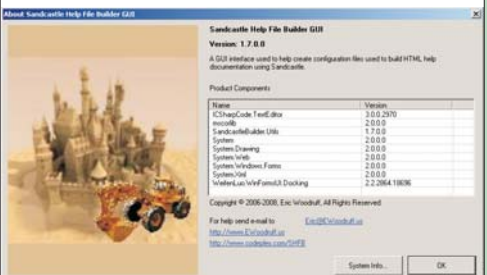 About Sandcastle Help File Builder GUI
Sandcastle Help File Builder GUI
Version: 1.7.0.0
A GUI interface used to help create configuration files used to build HTML help
documentation using Sandcastle.
Product Components
Name Version
ICSharpCode.TextEditor 3.0.0.2970
mscorlib 2.0.0.0
SandcastleBuilder.Utils 1.7.0.0
System 2.0.0.0
System.Drawing 2.0.0.0
System.Web 2.0.0.0
System.Windows.Forms 2.0.0.0
System.Xml 2.0.0.0
WeifenLuo.WinFormsUI.Docking 2.2.2864.18696
Copyright © 2006-2008, Eric Woodruff, All Rights Reserved
For help send e-mail to Eric@EWoodruff.us
http://www.EWoodruff.us
http://www.codeplex.com/SHFB
System Info...
OK